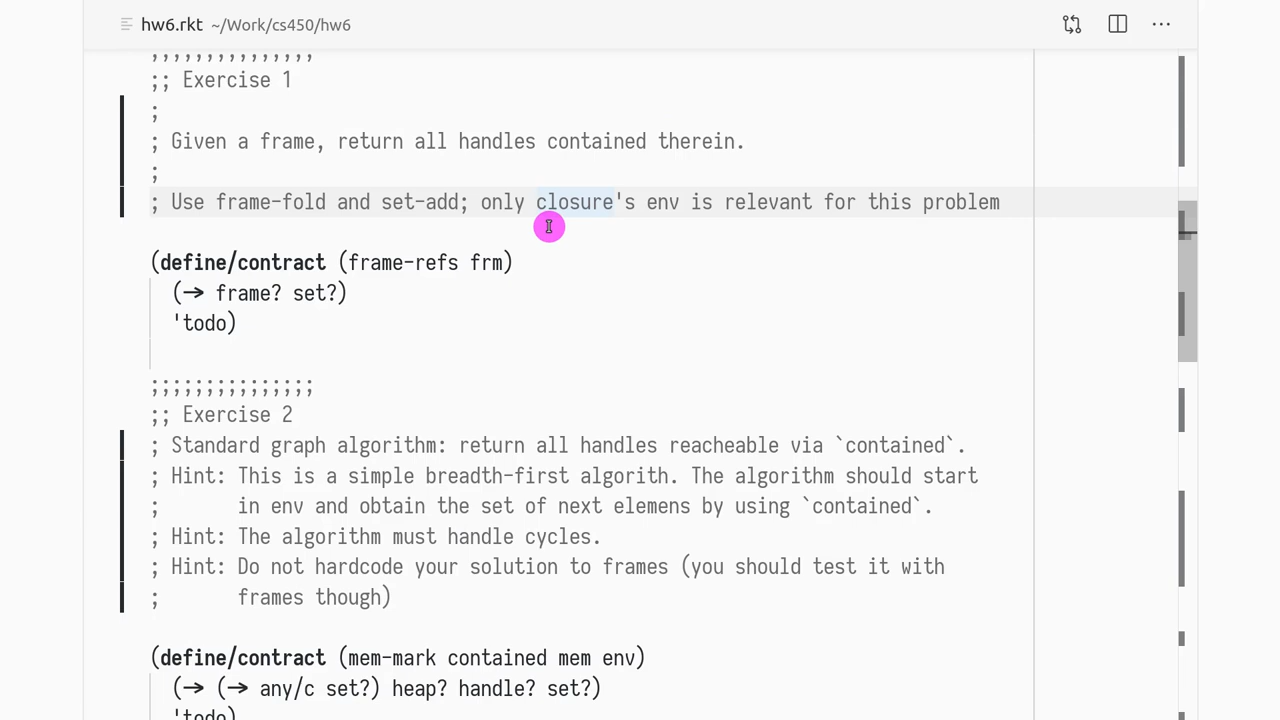 hw6.rkt ~/Work/cs450/hw6
;;;;;;;;;;;;;;;
;; Exercise 1
;
; Given a frame, return all handles contained therein.
;
; Use frame-fold and set-add; only closure's env is relevant for this problem
(define/contract (frame-refs frm)
(→ frame? set?)
'todo)
;;;;;;;;;;;;;;;
;; Exercise 2
; Standard graph algorithm: return all handles reacheable via `contained`.
; Hint: This is a simple breadth-first algorith. The algorithm should start
; in env and obtain the set of next elemens by using `contained`.
; Hint: The algorithm must handle cycles.
; Hint: Do not hardcode your solution to frames (you should test it with
; frames though)
(define/contract (mem-mark contained mem env)
(→ (→ any/c set?) heap? handle? set?)
'todo)